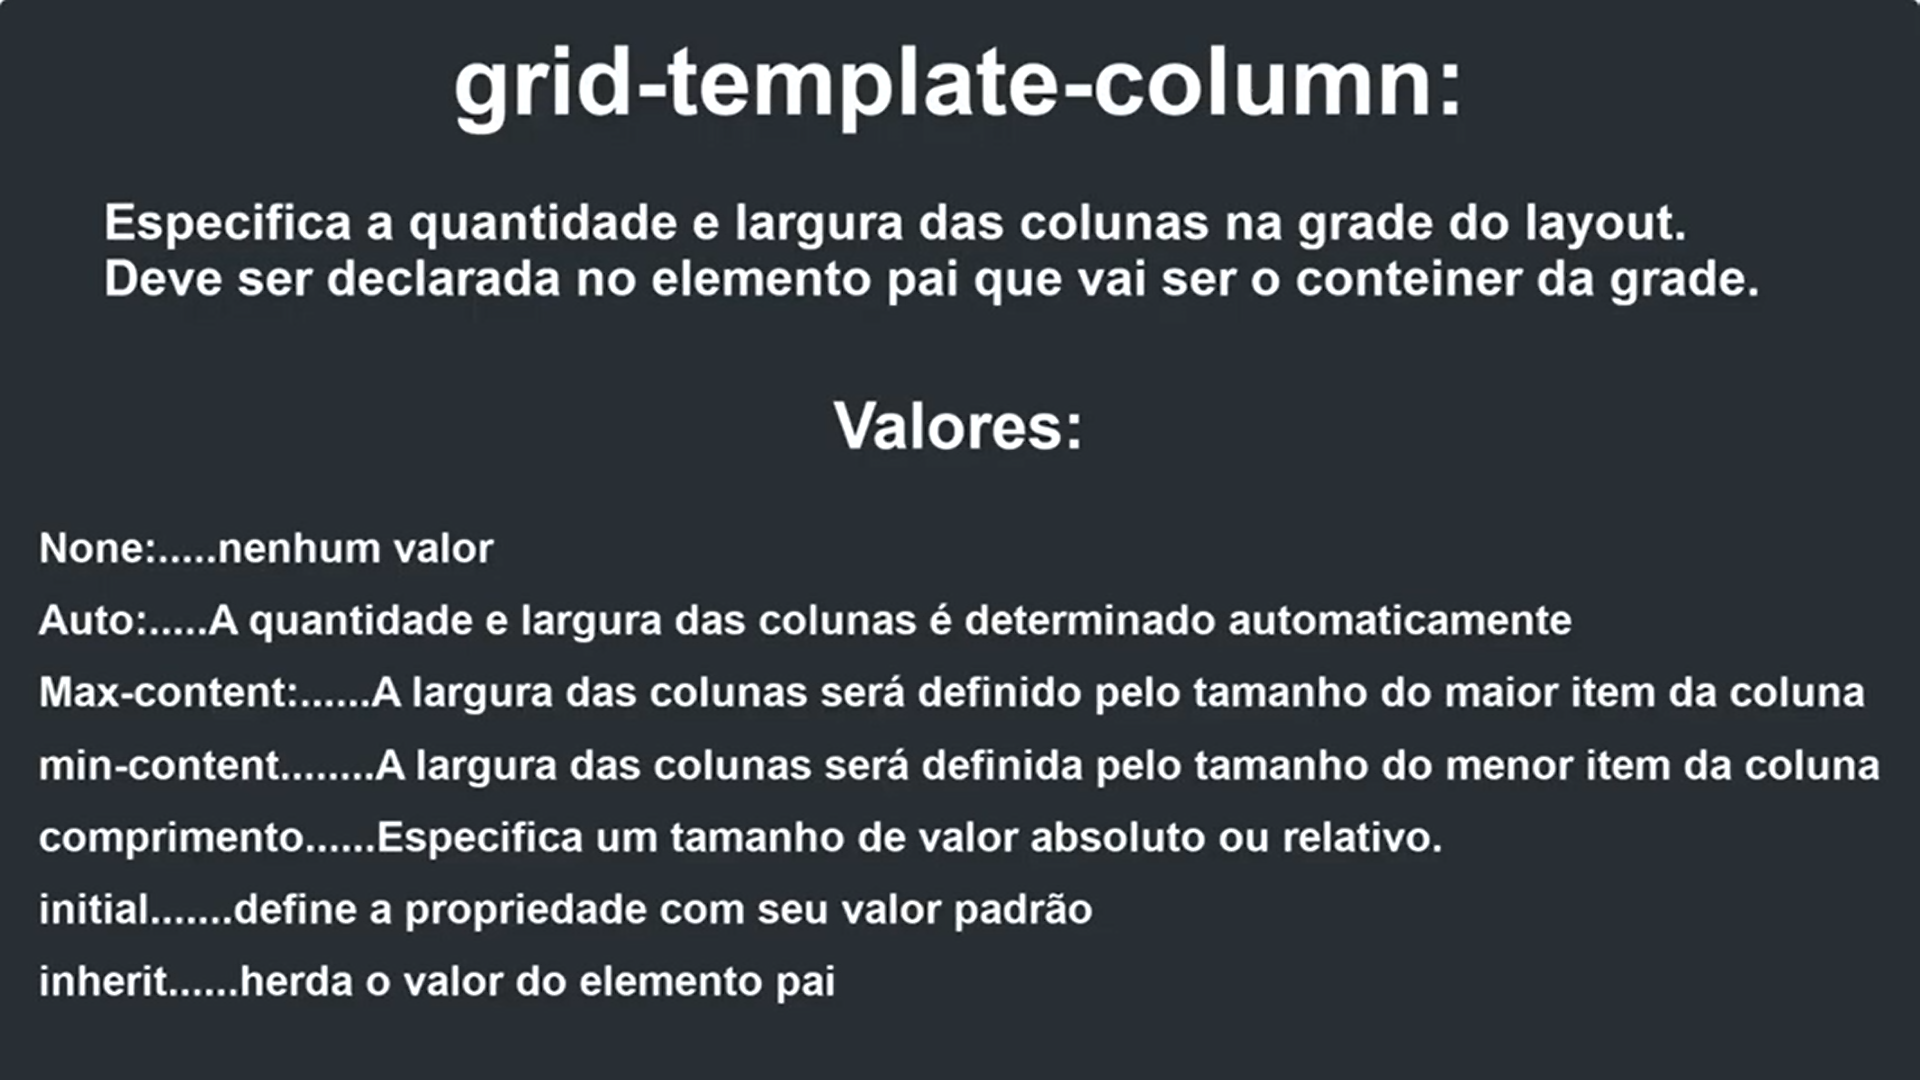 grid-template-column:
Especifica a quantidade e largura das colunas na grade do layout.
Deve ser declarada no elemento pai que vai ser o conteiner da grade.
Valores:
None:.....nenhum valor
Auto:.....A quantidade e largura das colunas é determinado automaticamente
Max-content:......A largura das colunas será definido pelo tamanho do maior item da coluna
min-content........A largura das colunas será definida pelo tamanho do menor item da coluna
comprimento......Especifica um tamanho de valor absoluto ou relativo.
initial.......define a propriedade com seu valor padrão
inherit......herda o valor do elemento pai